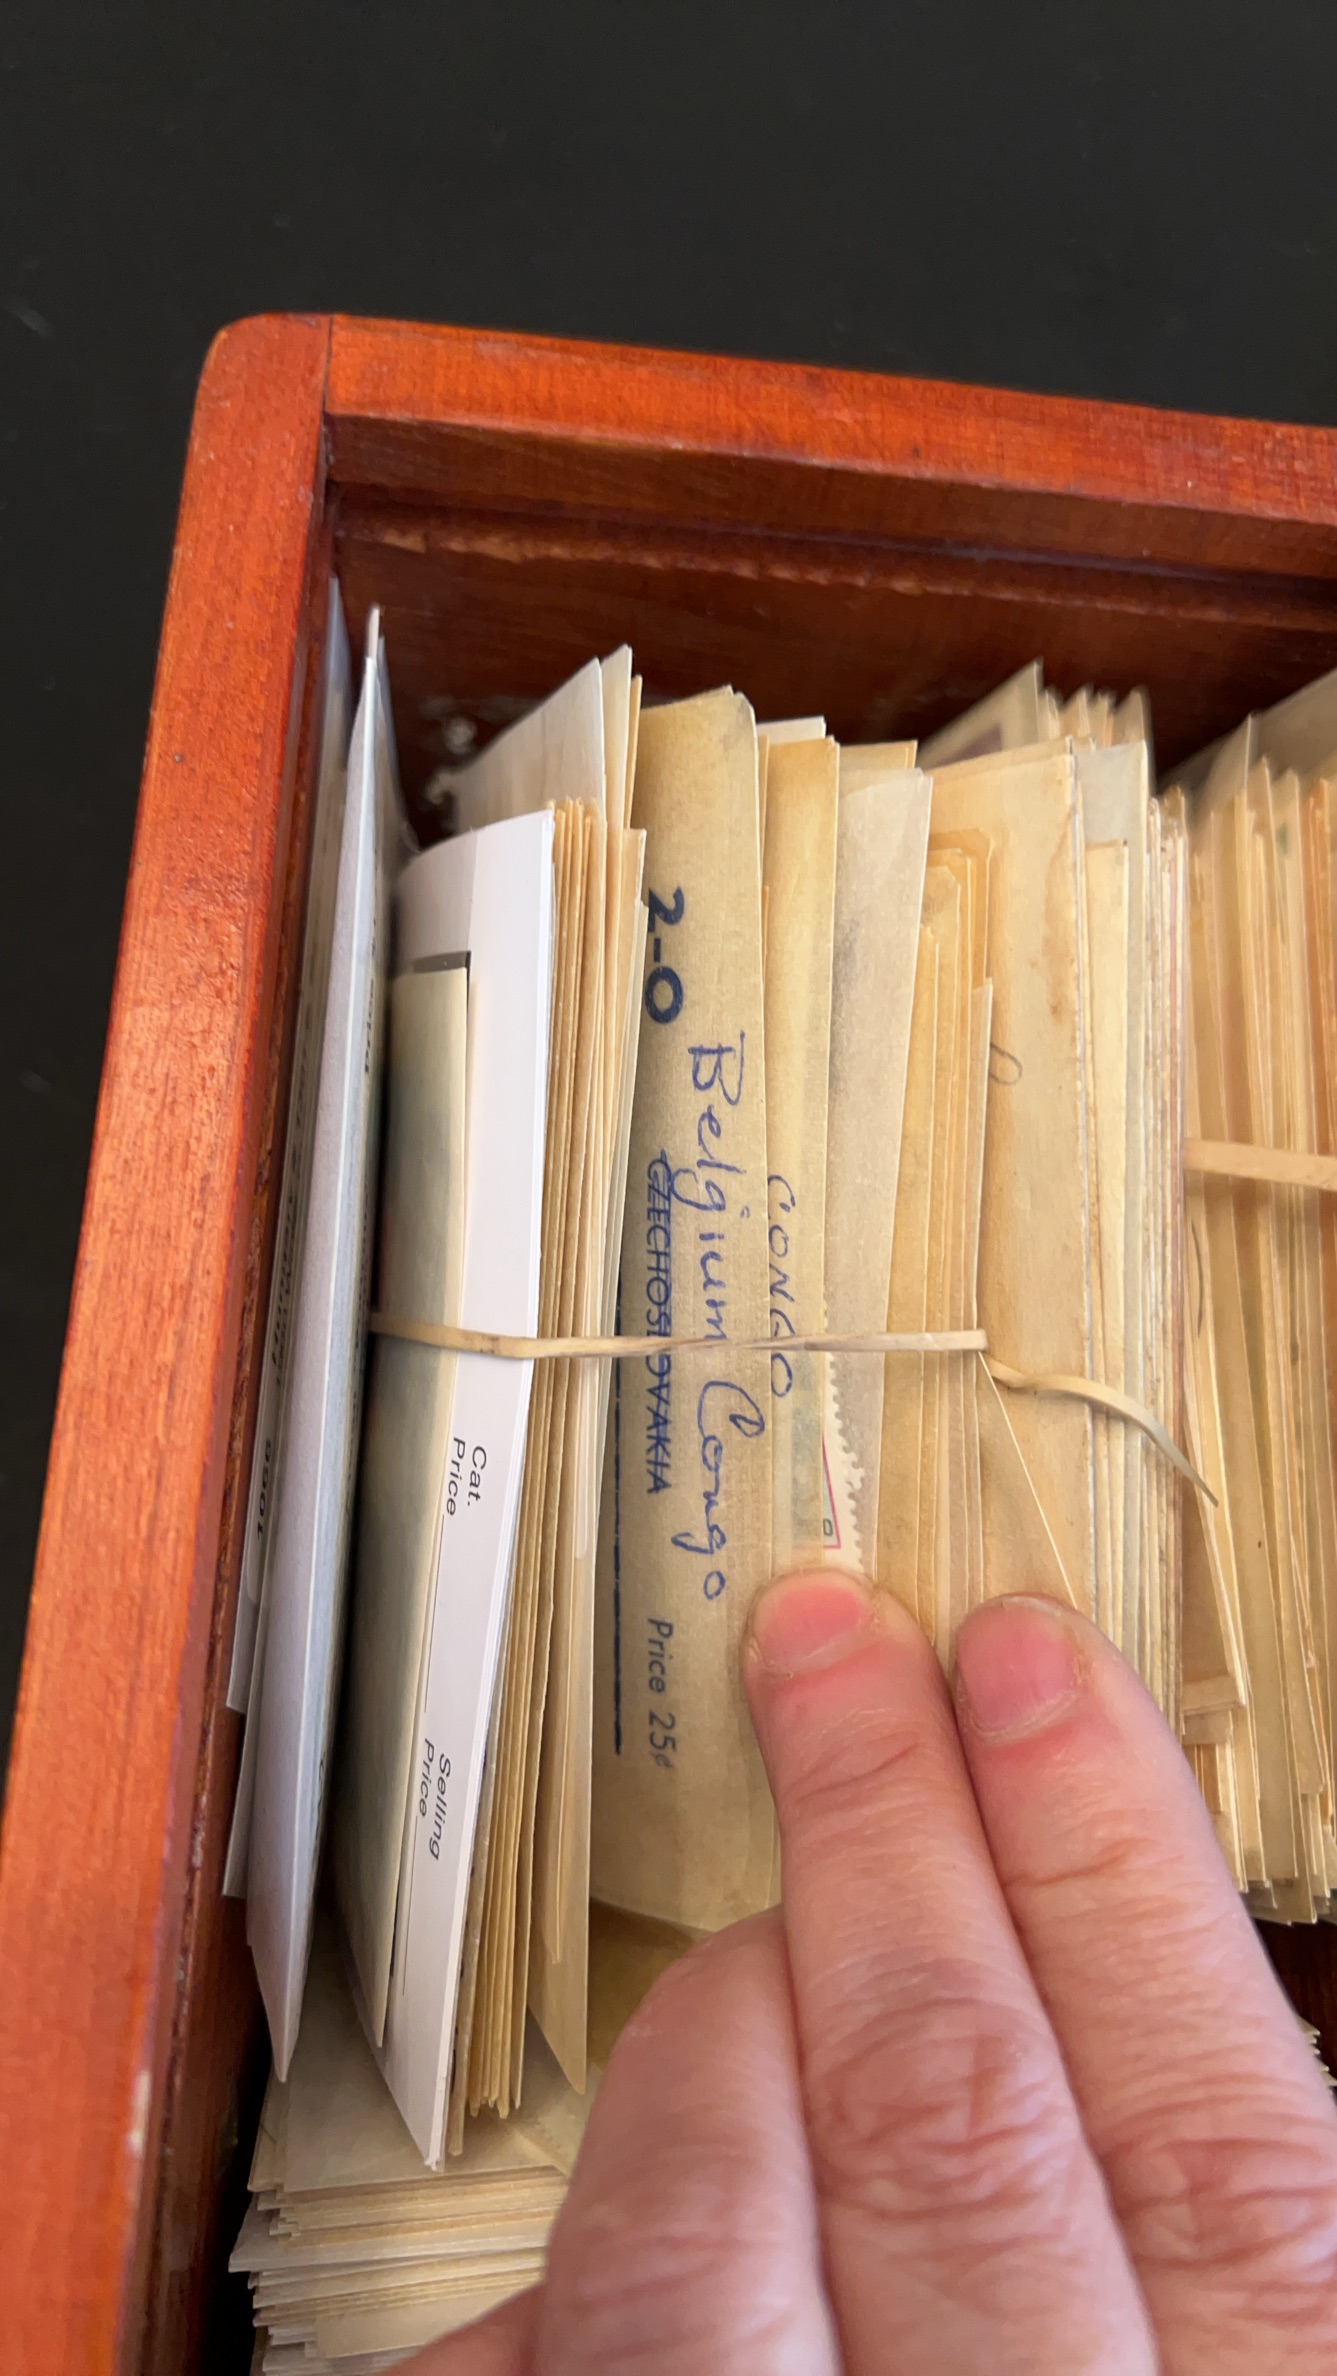 2-0
Belgium Congo
CZECHOSLOVAKIA
Price 25¢
CONGO
Cat.
Price
Selling
Price